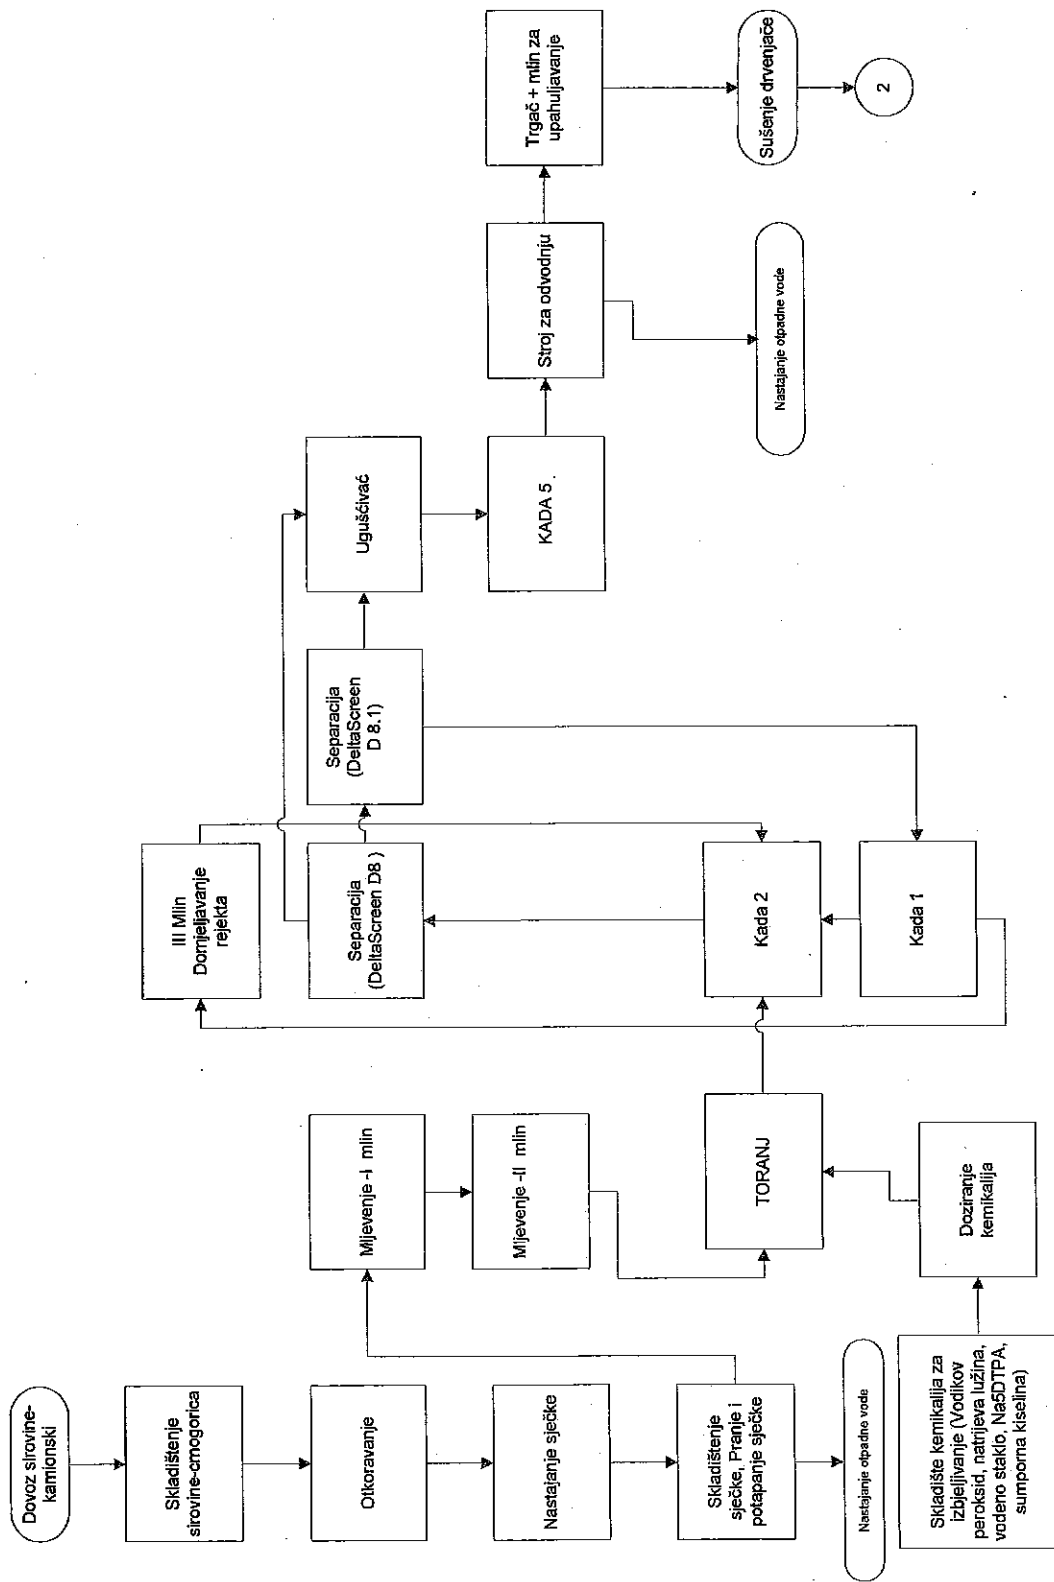 Dovoz sirovine-
kamionski
Skladištenje
sirovine-crnogorica
Otkoravanje
Nastajanje sječke
Skladištenje
sječke, Pranje i
potapanje sječke
Nastajanje otpadne vode
Skladište kemikalija za
izbjeljivanje (Vodikov
peroksid, natrijeva lužina,
vodeno staklo, Na5DTPA,
sumporna kiselina)
Mljevenje -I mlin
Mljevenje -II mlin
TORANJ
Doziranje
kemikalija
III Mlin
Domjeljavanje
rejekta
Separacija
(DeltaScreen D8 )
Kada 2
Kada 1
Separacija
(DeltaScreen
D 8.1)
Ugušćivač
KADA 5
Stroj za odvodnju
Nastajanje otpadne vode
Trgač + mlin za
upahuljavanje
Sušenje drvenjače
2